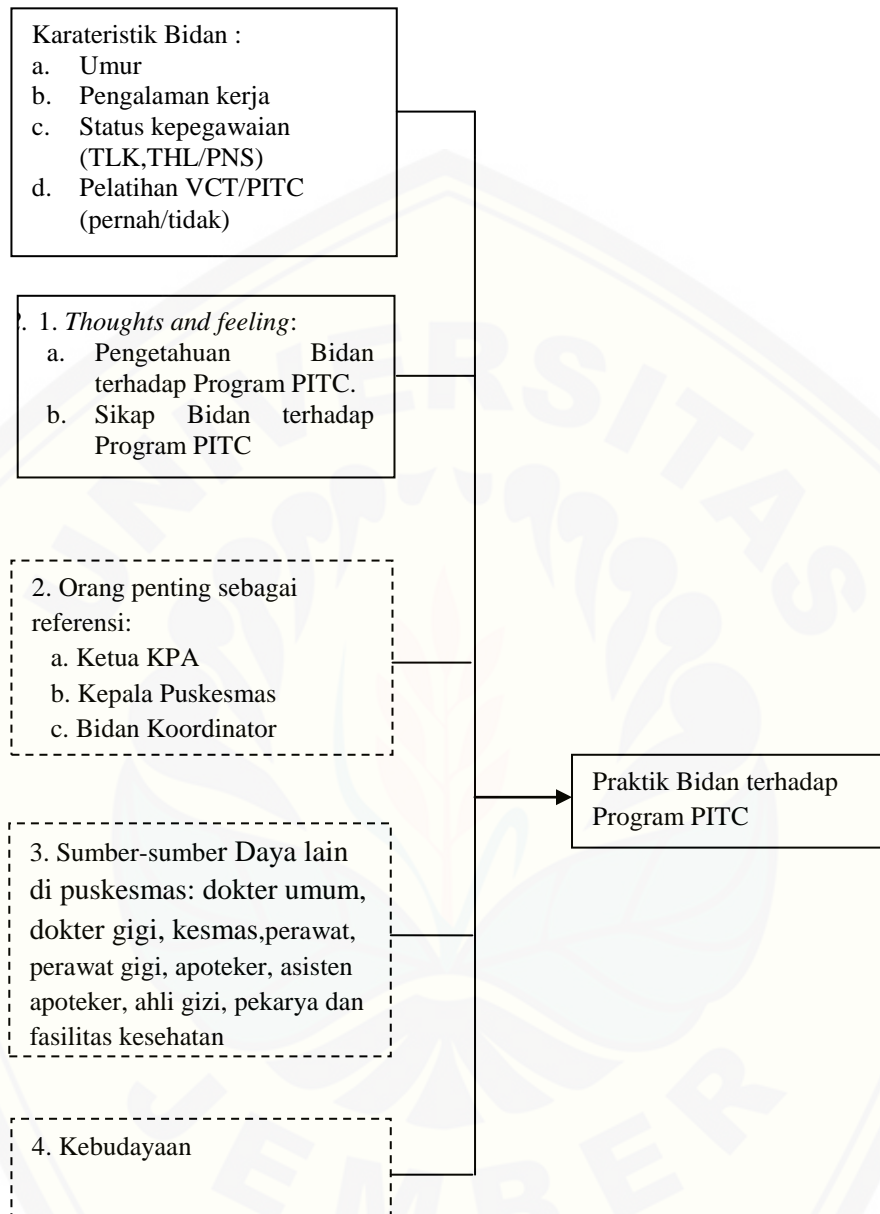 Karateristik Bidan :
a. Umur
b. Pengalaman kerja
c. Status kepegawaian
(TLK,THL/PNS)
d. Pelatihan VCT/PITC
(pernah/tidak)
1. Thoughts and feeling:
a. Pengetahuan Bidan
terhadap Program PITC.
b. Sikap Bidan terhadap
Program PITC
2. Orang penting sebagai
referensi:
a. Ketua KPA
b. Kepala Puskesmas
c. Bidan Koordinator
Praktik Bidan terhadap
Program PITC
3. Sumber-sumber Daya lain
di puskesmas: dokter umum,
dokter gigi, kesmas,perawat,
perawat gigi, apoteker, asisten
apoteker, ahli gizi, pekarya dan
fasilitas kesehatan
4. Kebudayaan
UNIVERSITAS
JEMBER